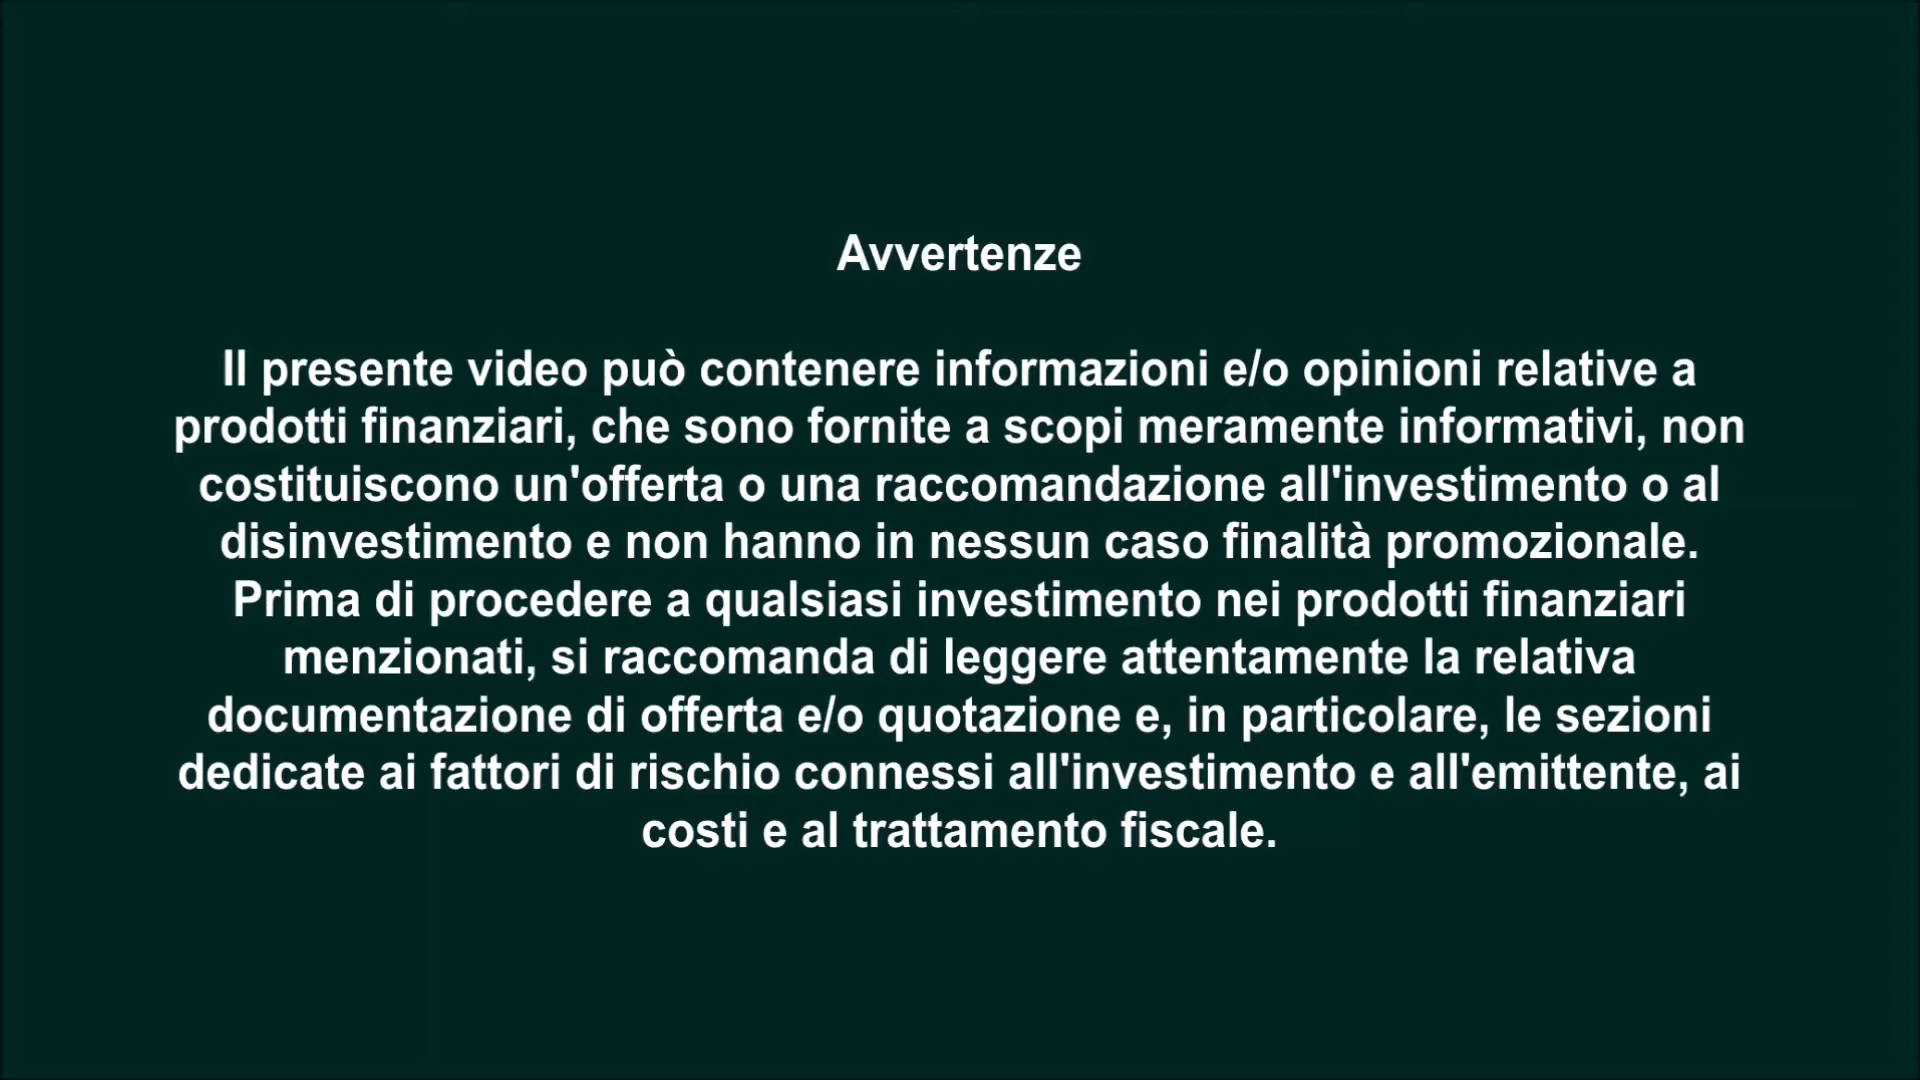 Avvertenze
Il presente video può contenere informazioni e/o opinioni relative a
prodotti finanziari, che sono fornite a scopi meramente informativi, non
costituiscono un'offerta o una raccomandazione all'investimento o al
disinvestimento e non hanno in nessun caso finalità promozionale.
Prima di procedere a qualsiasi investimento nei prodotti finanziari
menzionati, si raccomanda di leggere attentamente la relativa
documentazione di offerta e/o quotazione e, in particolare, le sezioni
dedicate ai fattori di rischio connessi all'investimento e all'emittente, ai
costi e al trattamento fiscale.